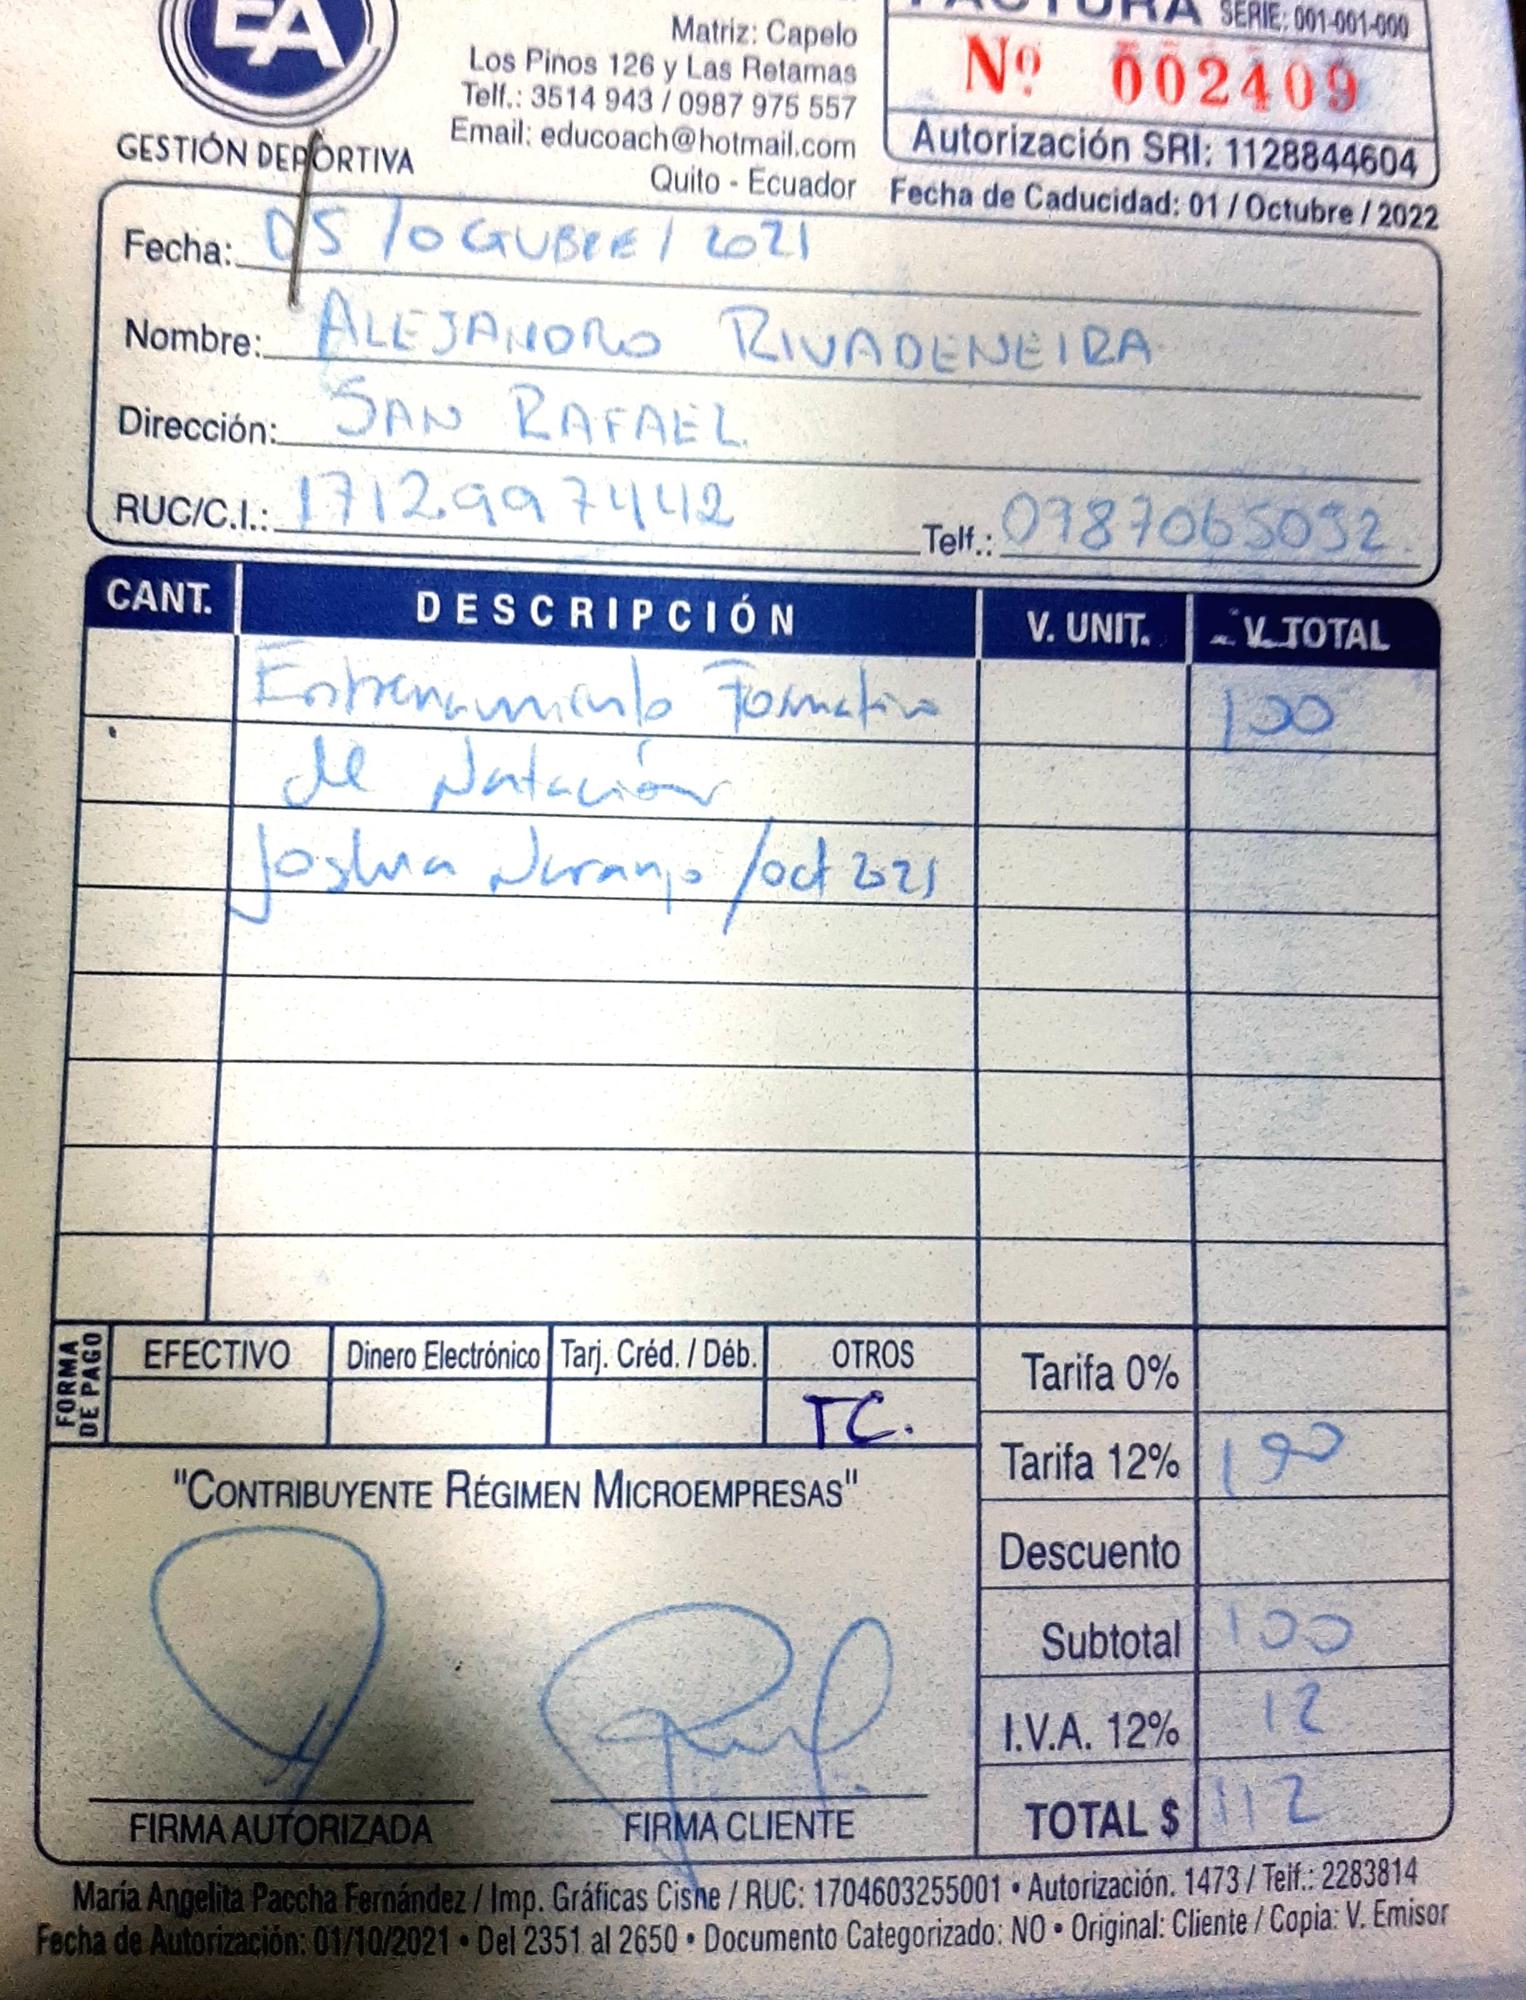 EA
GESTIÓN DEPORTIVA
Matriz: Capelo
Los Pinos 126 y Las Retamas
Telf.: 3514 943 / 0987 975 557
Email: educoach@hotmail.com
Quito - Ecuador
FACTURA SERIE: 001-001-000
Nº 002409
Autorización SRI: 1128844604
Fecha de Caducidad: 01 / Octubre / 2022
Fecha: 05 / OCTUBRE / 2021
Nombre: ALEJANDRO RIVADENEIRA
Dirección: SAN RAFAEL
RUC/C.I.: 1712997442 Telf.: 0987065092
CANT. DESCRIPCIÓN V. UNIT. V. TOTAL
Entrenamiento Formativo 100
de Natación
Joshua Naranjo / oct 2021
FORMA DE PAGO
EFECTIVO Dinero Electrónico Tarj. Créd. / Déb. OTROS
TC.
Tarifa 0%
Tarifa 12% 100
Descuento
Subtotal 100
I.V.A. 12% 12
TOTAL $ 112
"CONTRIBUYENTE RÉGIMEN MICROEMPRESAS"
FIRMA AUTORIZADA FIRMA CLIENTE
María Angelita Paccha Fernández / Imp. Gráficas Cisne / RUC: 1704603255001 • Autorización. 1473 / Telf.: 2283814
Fecha de Autorización: 01/10/2021 • Del 2351 al 2650 • Documento Categorizado: NO • Original: Cliente / Copia: V. Emisor